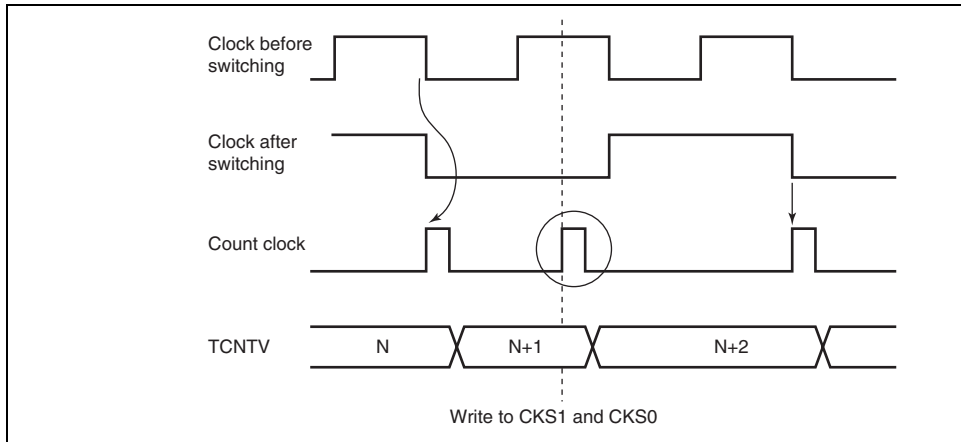 Clock before
switching
Clock after
switching
Count clock
TCNTV
N
N+1
N+2
Write to CKS1 and CKS0